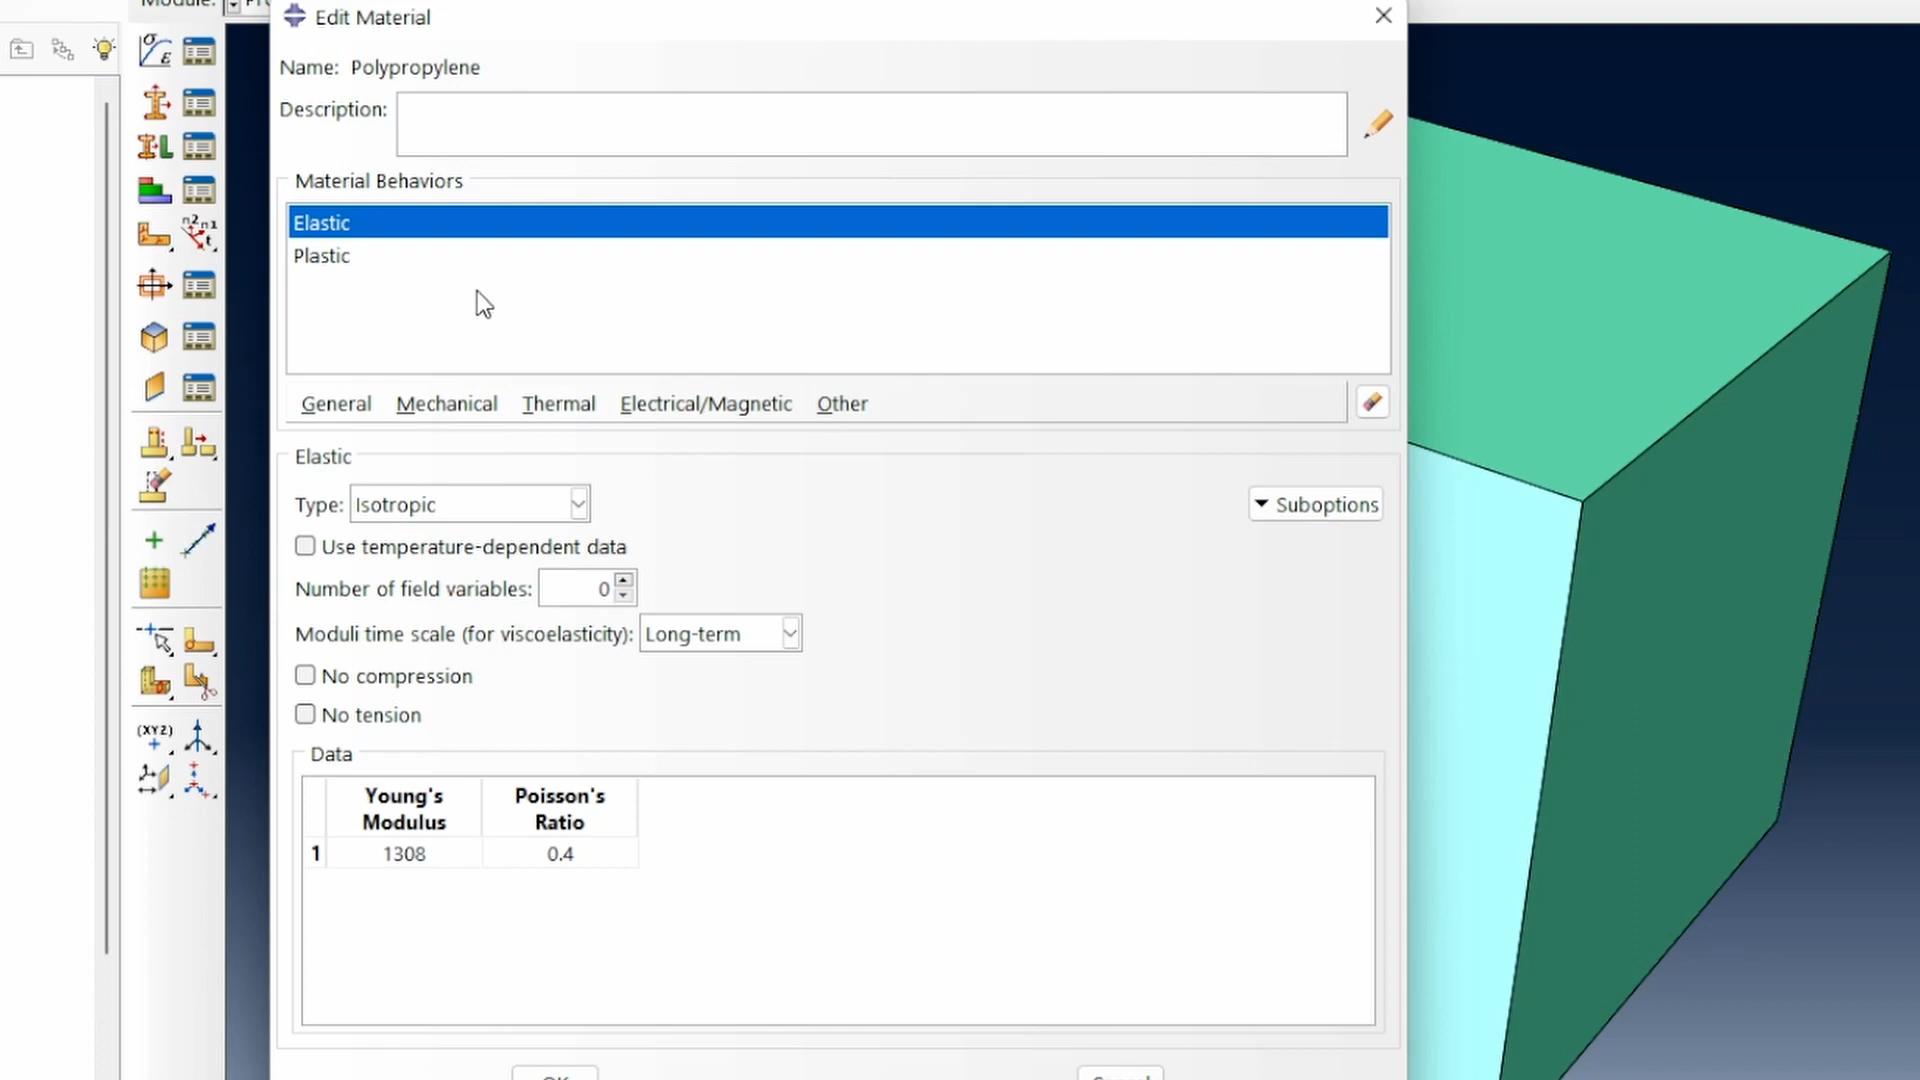 Module:
Edit Material
Name: Polypropylene
Description:
Material Behaviors
Elastic
Plastic
General Mechanical Thermal Electrical/Magnetic Other
Elastic
Type: Isotropic
Suboptions
Use temperature-dependent data
Number of field variables: 0
Moduli time scale (for viscoelasticity): Long-term
No compression
No tension
Data
Young's Modulus
Poisson's Ratio
1 1308 0.4